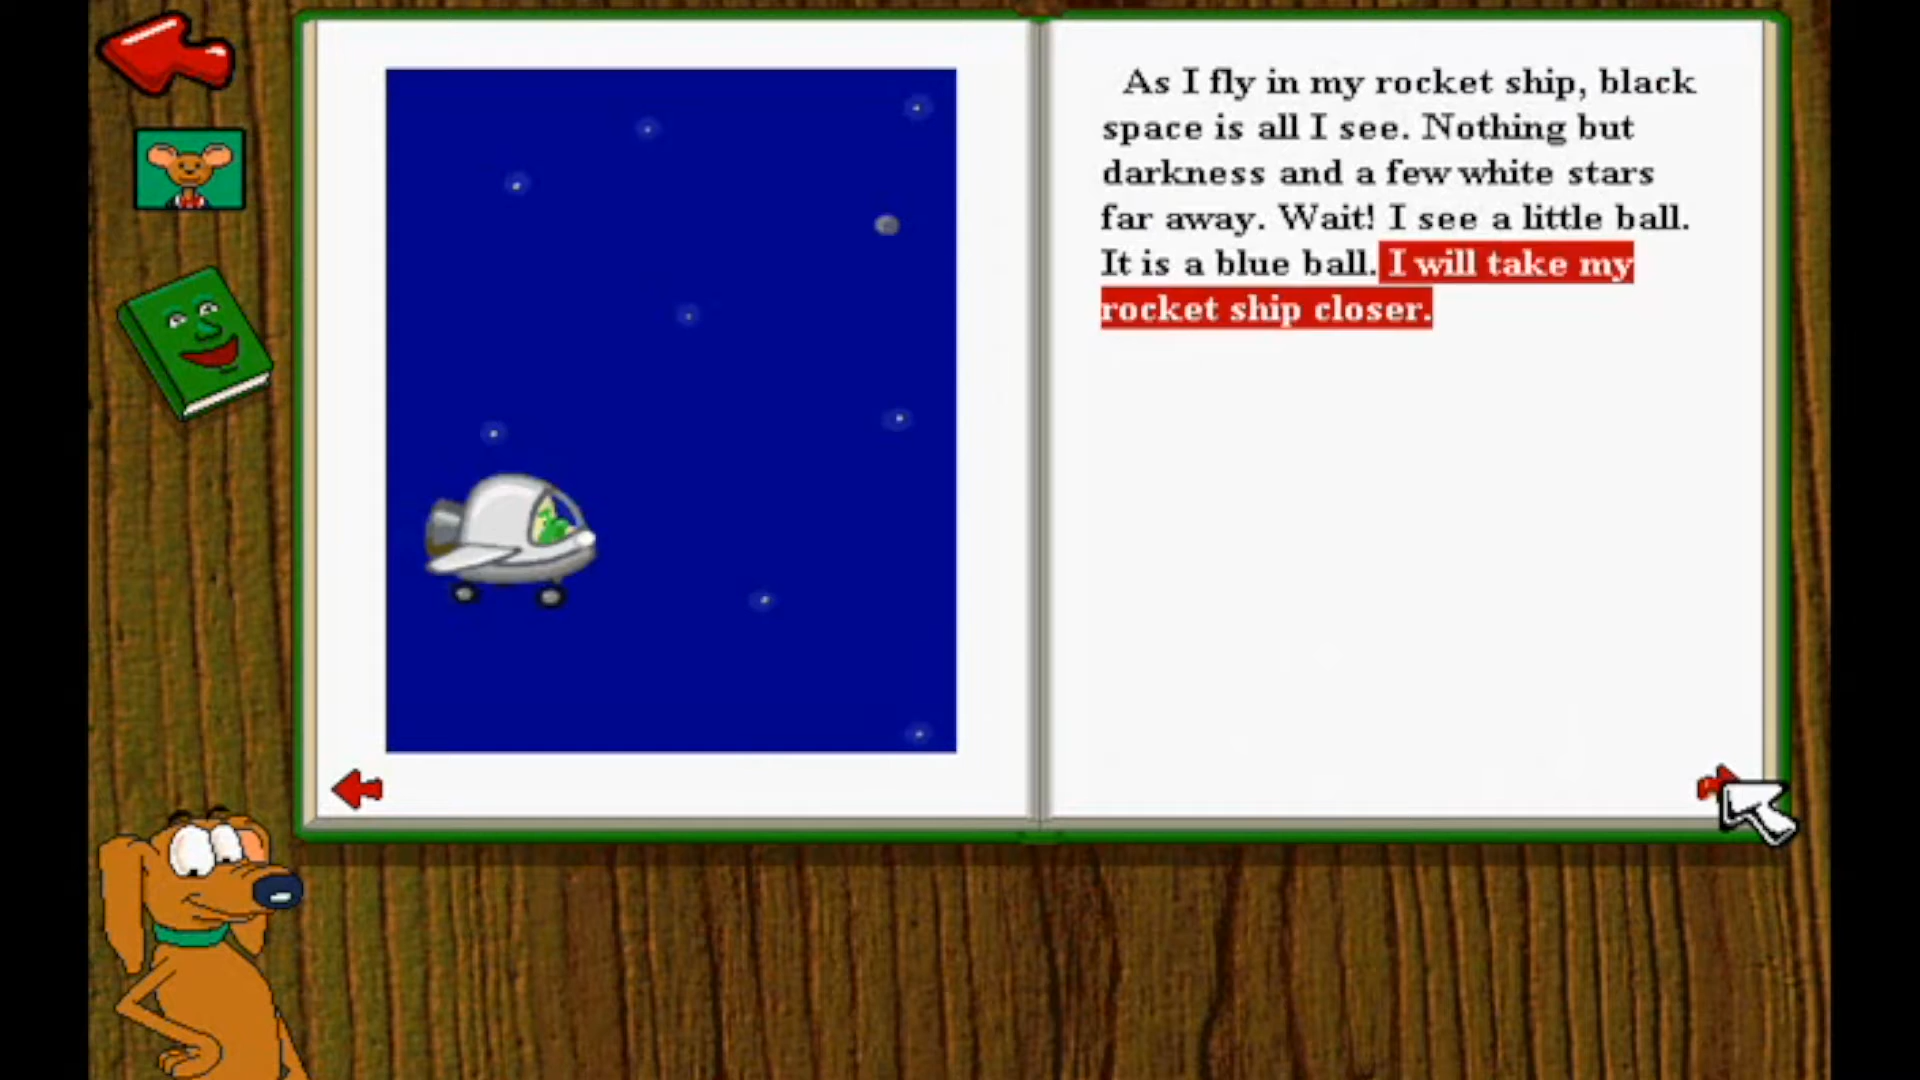 As I fly in my rocket ship, black
space is all I see. Nothing but
darkness and a few white stars
far away. Wait! I see a little ball.
It is a blue ball. I will take my
rocket ship closer.